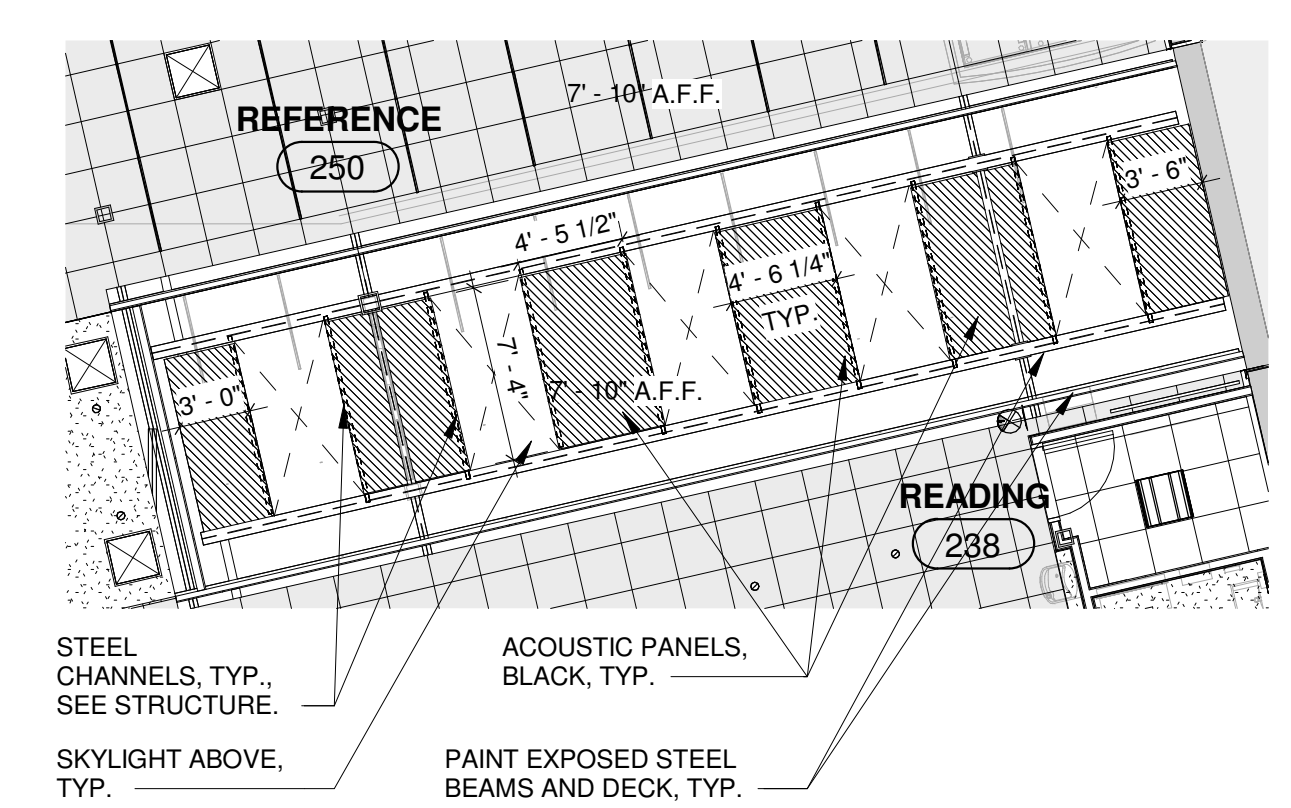 7' - 10" A.F.F.
REFERENCE
250
3' - 6"
4' - 5 1/2"
4' - 6 1/4"
TYP.
7' - 4"
7' - 10" A.F.F.
3' - 0"
READING
238
STEEL
CHANNELS, TYP.,
SEE STRUCTURE.
ACOUSTIC PANELS,
BLACK, TYP.
SKYLIGHT ABOVE,
TYP.
PAINT EXPOSED STEEL
BEAMS AND DECK, TYP.